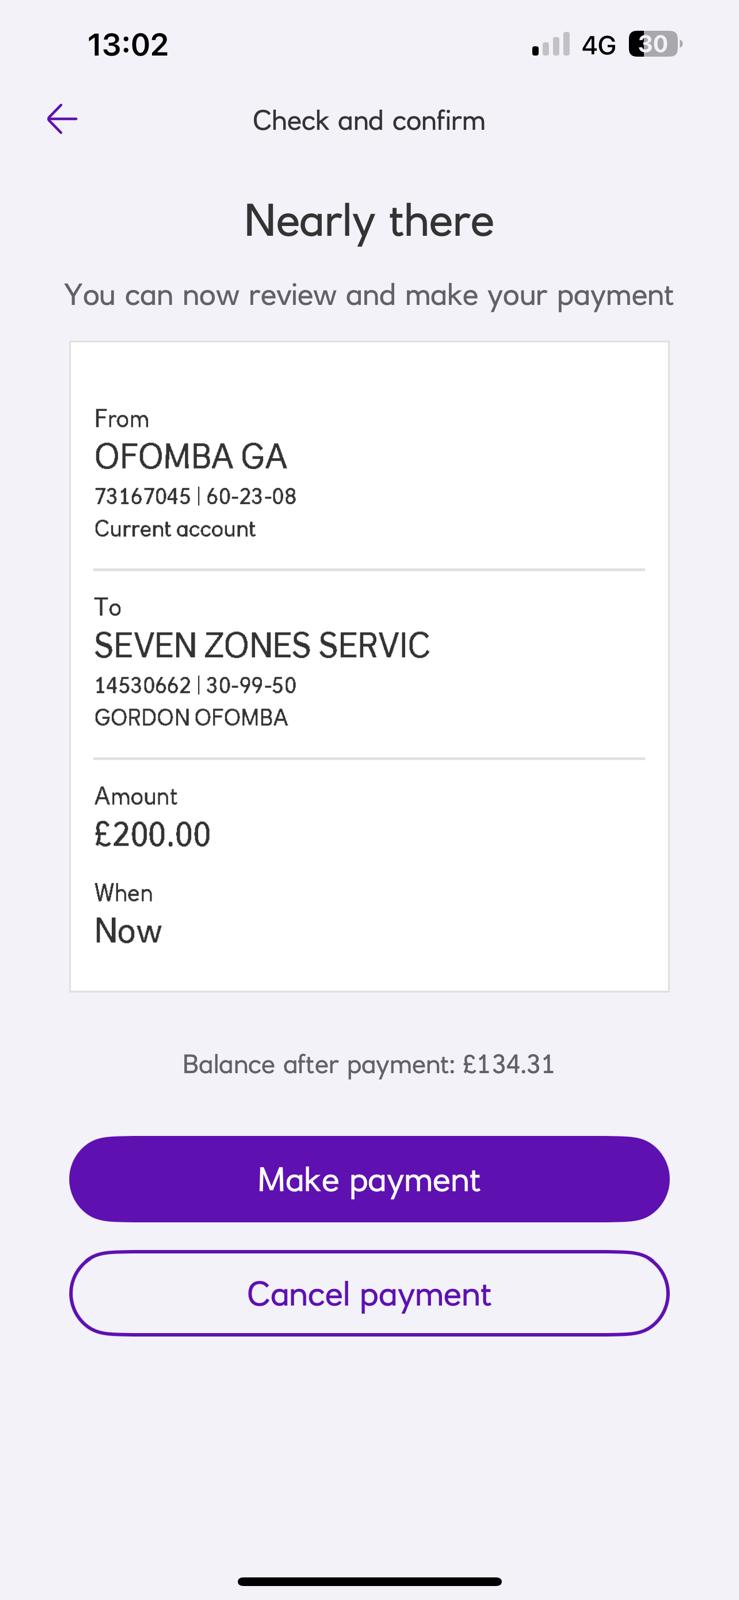 13:02
4G 30
Check and confirm
Nearly there
You can now review and make your payment
From
OFOMBA GA
73167045 | 60-23-08
Current account
To
SEVEN ZONES SERVIC
14530662 | 30-99-50
GORDON OFOMBA
Amount
£200.00
When
Now
Balance after payment: £134.31
Make payment
Cancel payment